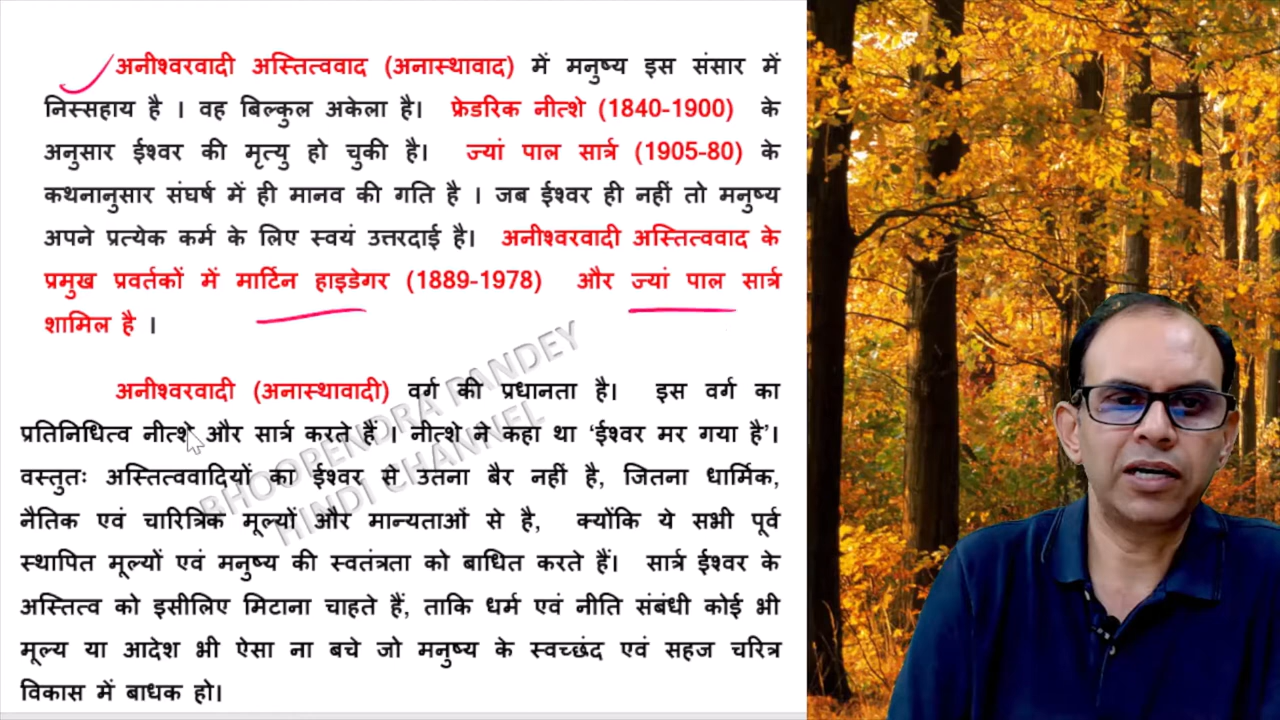 अनीश्वरवादी अस्तित्ववाद (अनास्थावाद) में मनुष्य इस संसार में
निस्सहाय है । वह बिल्कुल अकेला है। फ्रेडरिक नीत्शे (1840-1900) के
अनुसार ईश्वर की मृत्यु हो चुकी है। ज्यां पाल सार्त्र (1905-80) के
कथनानुसार संघर्ष में ही मानव की गति है । जब ईश्वर ही नहीं तो मनुष्य
अपने प्रत्येक कर्म के लिए स्वयं उत्तरदाई है। अनीश्वरवादी अस्तित्ववाद के
प्रमुख प्रवर्तकों में मार्टिन हाइडेगर (1889-1978) और ज्यां पाल सार्त्र
शामिल है ।
अनीश्वरवादी (अनास्थावादी) वर्ग की प्रधानता है। इस वर्ग का
प्रतिनिधित्व नीत्शे और सार्त्र करते हैं । नीत्शे ने कहा था ‘ईश्वर मर गया है’।
वस्तुतः अस्तित्ववादियों का ईश्वर से उतना बैर नहीं है, जितना धार्मिक,
नैतिक एवं चारित्रिक मूल्यों और मान्यताओं से है, क्योंकि ये सभी पूर्व
स्थापित मूल्यों एवं मनुष्य की स्वतंत्रता को बाधित करते हैं। सार्त्र ईश्वर के
अस्तित्व को इसीलिए मिटाना चाहते हैं, ताकि धर्म एवं नीति संबंधी कोई भी
मूल्य या आदेश भी ऐसा ना बचे जो मनुष्य के स्वच्छंद एवं सहज चरित्र
विकास में बाधक हो।
BHOOPENDRA PANDEY
HINDI CHANNEL